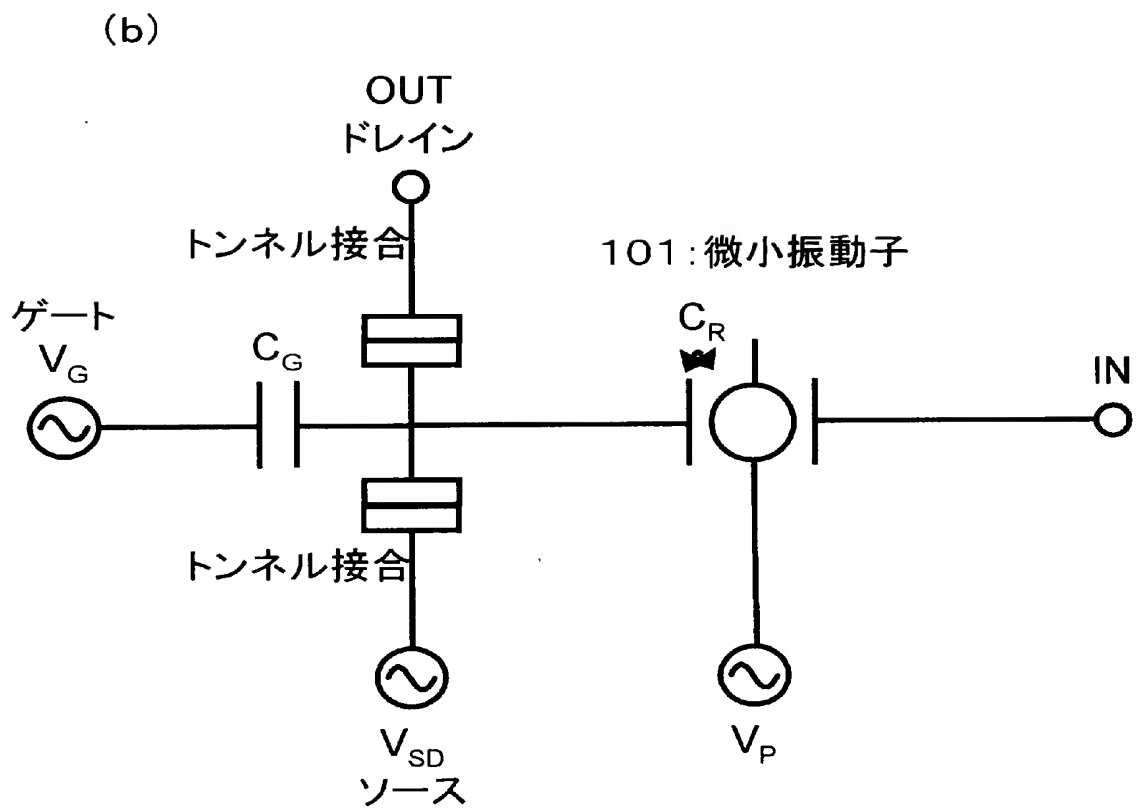 (b)
OUT
ドレイン
トンネル接合
101:微小振動子
ゲート
V_G
C_G
C_R
IN
トンネル接合
V_SD
ソース
V_P